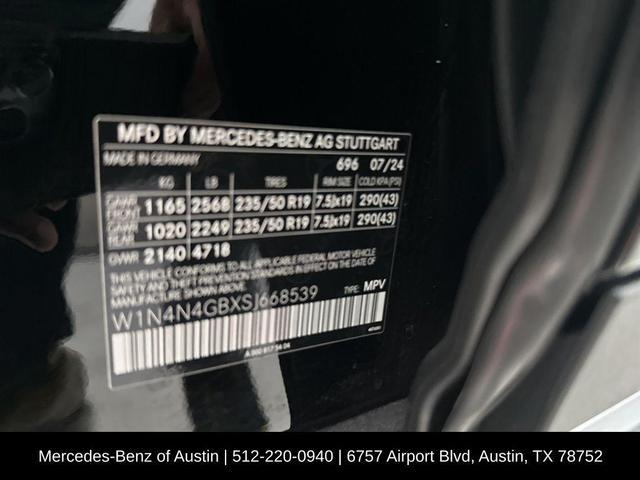 MFD BY MERCEDES-BENZ AG STUTTGART
MADE IN GERMANY 696 07/24
KG LB TIRES RIM SIZE COLD KPA (PSI)
GAWR FRONT 1165 2568 235/50 R19 7.5Jx19 290(43)
GAWR REAR 1020 2249 235/50 R19 7.5Jx19 290(43)
GVWR 2140 4718
THIS VEHICLE CONFORMS TO ALL APPLICABLE FEDERAL MOTOR VEHICLE
SAFETY AND THEFT PREVENTION STANDARDS IN EFFECT ON THE DATE OF
MANUFACTURE SHOWN ABOVE.
W1N4N4GBXSJ668539 TYPE: MPV
A 000 817 54 04
Mercedes-Benz of Austin | 512-220-0940 | 6757 Airport Blvd, Austin, TX 78752